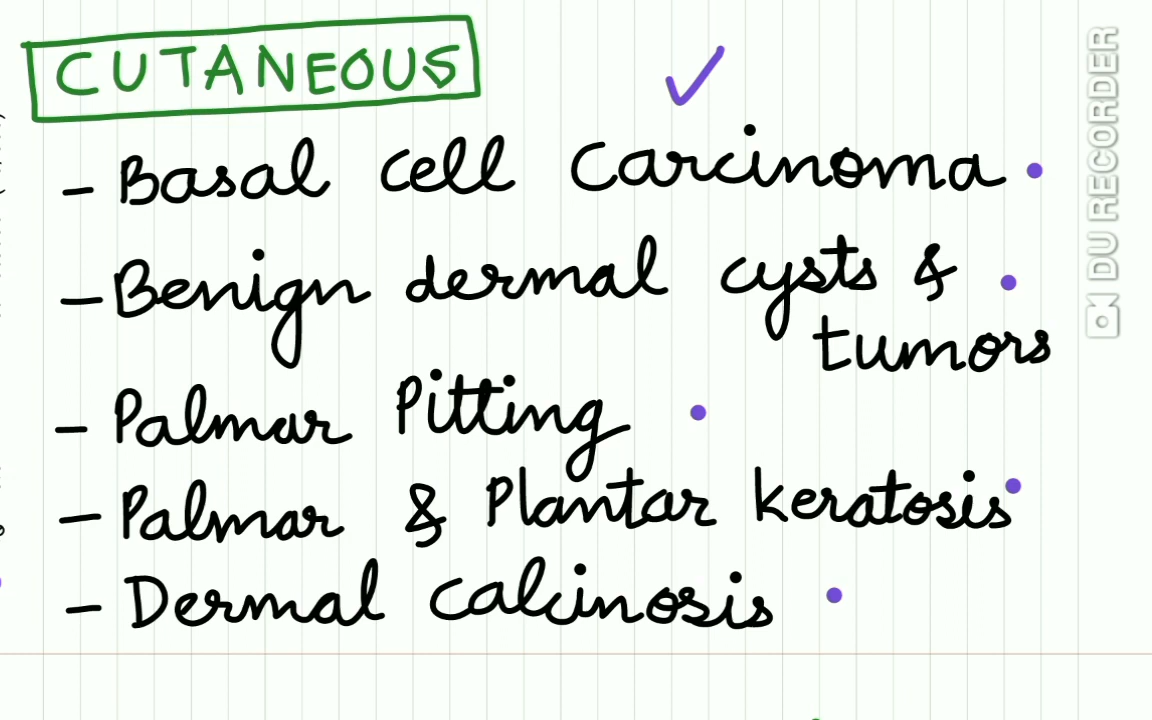 CUTANEOUS
- Basal cell Carcinoma
- Benign dermal cysts &
tumors
- Palmar Pitting
- Palmar & Plantar keratosis
- Dermal calcinosis
DU RECORDER